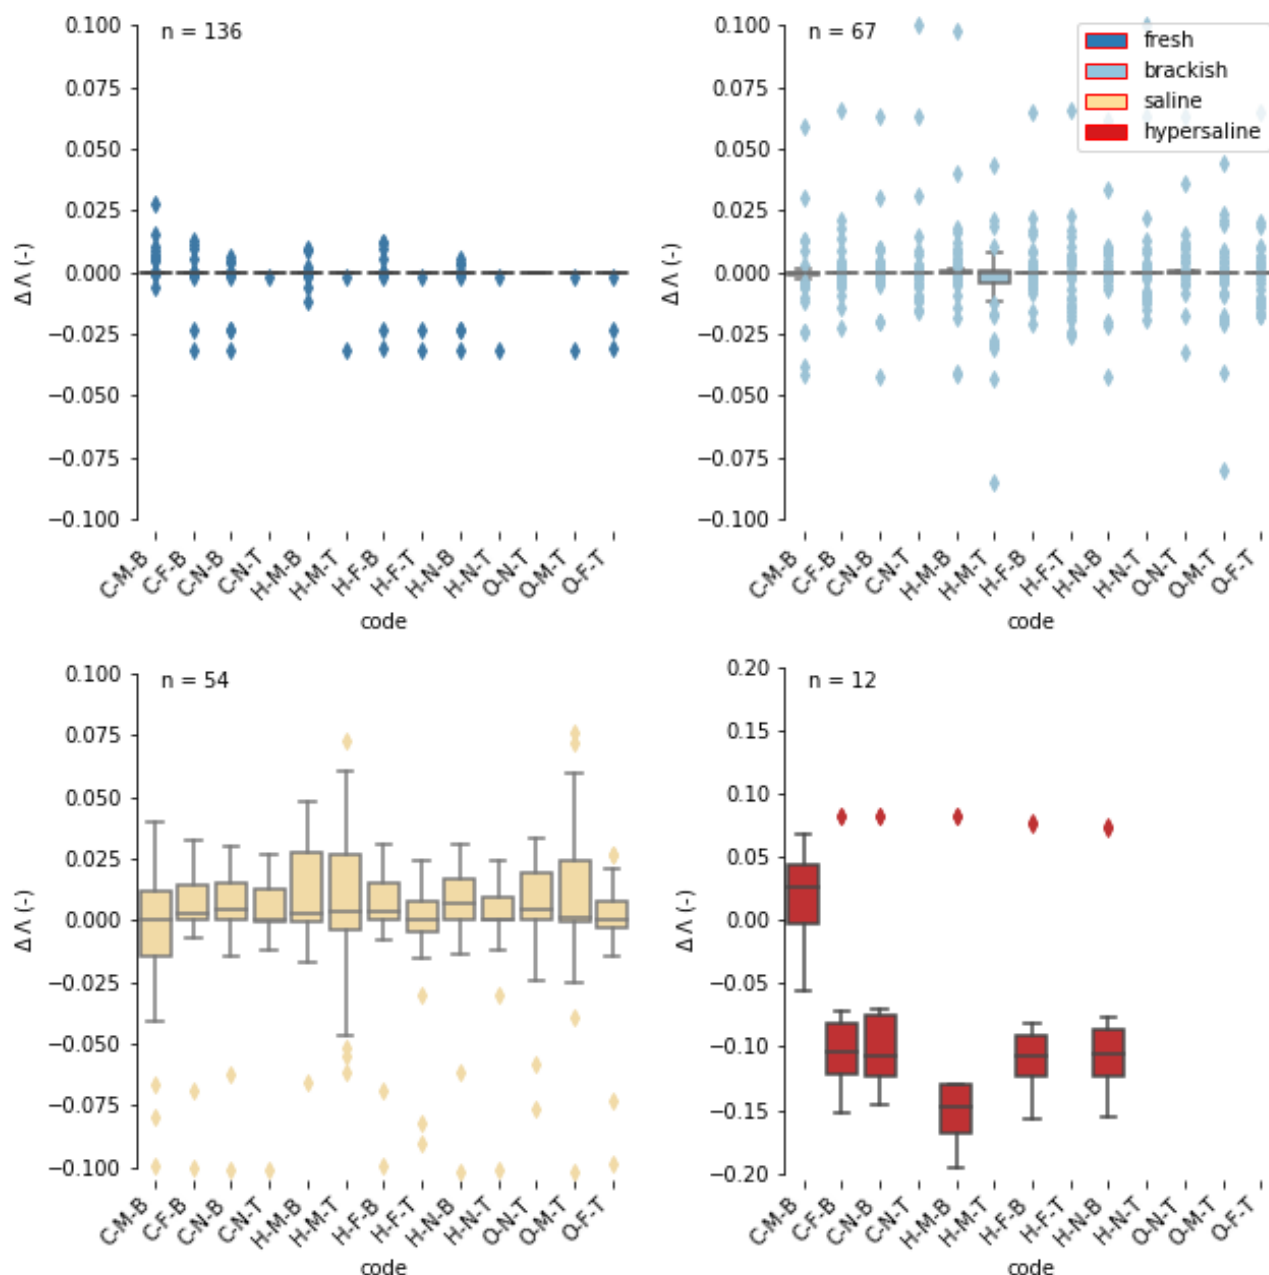 n = 136
0.100
0.075
0.050
0.025
0.000
−0.025
−0.050
−0.075
−0.100
Δ Λ (-)
C-M-B
C-F-B
C-N-B
C-N-T
H-M-B
H-M-T
H-F-B
H-F-T
H-N-B
H-N-T
O-N-T
O-M-T
O-F-T
code
n = 67
fresh
brackish
saline
hypersaline
0.100
0.075
0.050
0.025
0.000
−0.025
−0.050
−0.075
−0.100
Δ Λ (-)
C-M-B
C-F-B
C-N-B
C-N-T
H-M-B
H-M-T
H-F-B
H-F-T
H-N-B
H-N-T
O-N-T
O-M-T
O-F-T
code
n = 54
0.100
0.075
0.050
0.025
0.000
−0.025
−0.050
−0.075
−0.100
Δ Λ (-)
C-M-B
C-F-B
C-N-B
C-N-T
H-M-B
H-M-T
H-F-B
H-F-T
H-N-B
H-N-T
O-N-T
O-M-T
O-F-T
code
n = 12
0.20
0.15
0.10
0.05
0.00
−0.05
−0.10
−0.15
−0.20
Δ Λ (-)
C-M-B
C-F-B
C-N-B
C-N-T
H-M-B
H-M-T
H-F-B
H-F-T
H-N-B
H-N-T
O-N-T
O-M-T
O-F-T
code